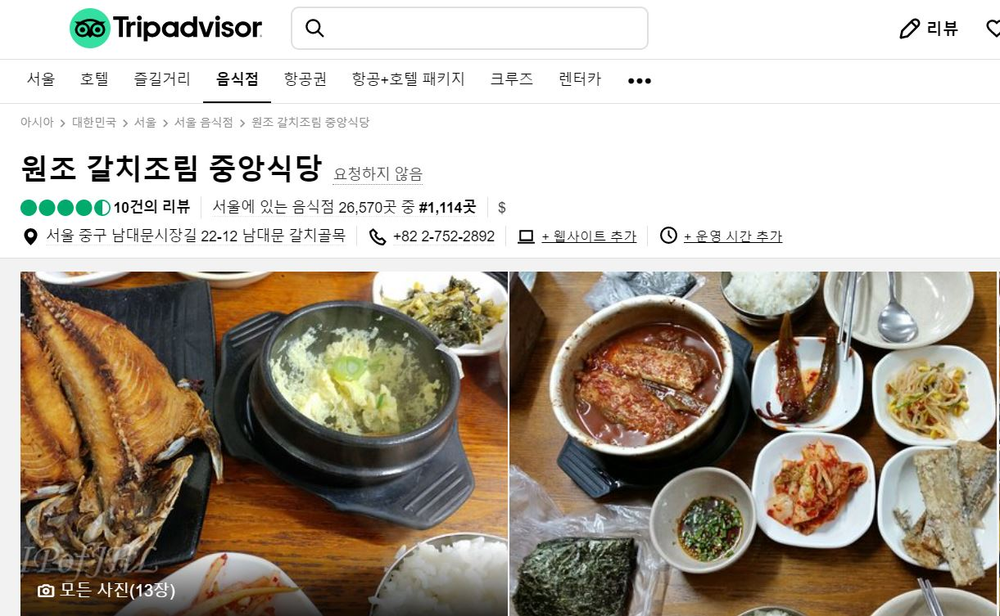 Tripadvisor
리뷰
서울 호텔 즐길거리 음식점 항공권 항공+호텔 패키지 크루즈 렌터카
아시아 > 대한민국 > 서울 > 서울 음식점 > 원조 갈치조림 중앙식당
원조 갈치조림 중앙식당 요청하지 않음
10건의 리뷰 서울에 있는 음식점 26,570곳 중 #1,114곳 $
서울 중구 남대문시장길 22-12 남대문 갈치골목 +82 2-752-2892 + 웹사이트 추가 + 운영 시간 추가
IPofJHL
모든 사진(13장)